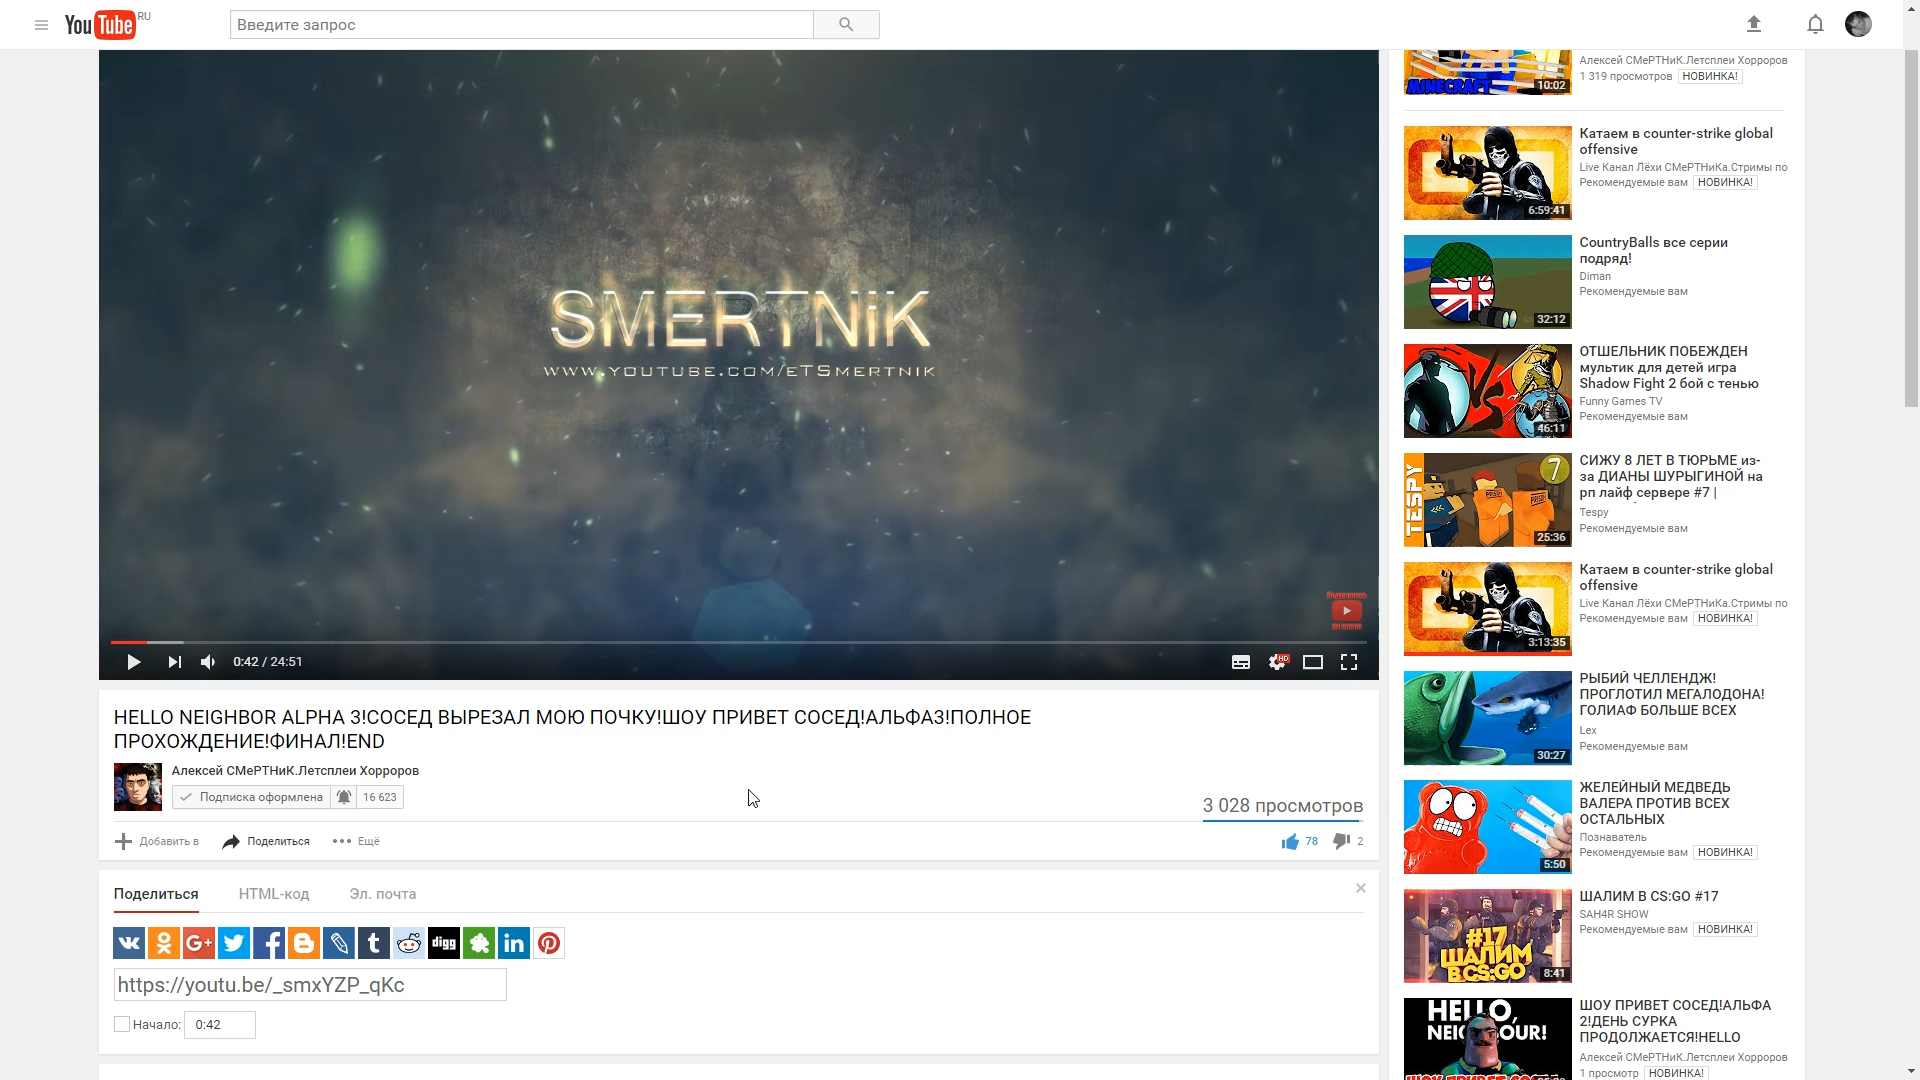 You Tube RU
Введите запрос
SMERTNiK
www.youtube.com/eTSmertnik
0:42 / 24:51
HD
HELLO NEIGHBOR ALPHA 3!СОСЕД ВЫРЕЗАЛ МОЮ ПОЧКУ!ШОУ ПРИВЕТ СОСЕД!АЛЬФА3!ПОЛНОЕ
ПРОХОЖДЕНИЕ!ФИНАЛ!END
Алексей СМеРТНиК.Летсплеи Хорроров
Подписка оформлена 16 623
3 028 просмотров
Добавить в Поделиться Ещё
78 2
Поделиться HTML-код Эл. почта
digg
https://youtu.be/_smxYZP_qKc
Начало: 0:42
MINECRAFT
10:02
Алексей СМеРТНиК.Летсплеи Хорроров
1 319 просмотров НОВИНКА!
6:59:41
Катаем в counter-strike global
offensive
Live Канал Лёхи СМеРТНиКа.Стримы по
Рекомендуемые вам НОВИНКА!
32:12
CountryBalls все серии
подряд!
Diman
Рекомендуемые вам
VS
46:11
ОТШЕЛЬНИК ПОБЕЖДЕН
мультик для детей игра
Shadow Fight 2 бой с тенью
Funny Games TV
Рекомендуемые вам
TESPY
7
25:36
СИЖУ 8 ЛЕТ В ТЮРЬМЕ из-
за ДИАНЫ ШУРЫГИНОЙ на
рп лайф сервере #7 |
Tespy
Рекомендуемые вам
3:13:35
Катаем в counter-strike global
offensive
Live Канал Лёхи СМеРТНиКа.Стримы по
Рекомендуемые вам НОВИНКА!
30:27
РЫБИЙ ЧЕЛЛЕНДЖ!
ПРОГЛОТИЛ МЕГАЛОДОНА!
ГОЛИАФ БОЛЬШЕ ВСЕХ
Lex
Рекомендуемые вам
5:50
ЖЕЛЕЙНЫЙ МЕДВЕДЬ
ВАЛЕРА ПРОТИВ ВСЕХ
ОСТАЛЬНЫХ
Познаватель
Рекомендуемые вам НОВИНКА!
#17
ШАЛИМ
В CS:GO
8:41
ШАЛИМ В CS:GO #17
SAH4R SHOW
Рекомендуемые вам НОВИНКА!
HELLO,
ШОУ ПРИВЕТ СОСЕД!АЛЬФА
2!ДЕНЬ СУРКА
ПРОДОЛЖАЕТСЯ!HELLO
Алексей СМеРТНиК.Летсплеи Хорроров
1 просмотр НОВИНКА!